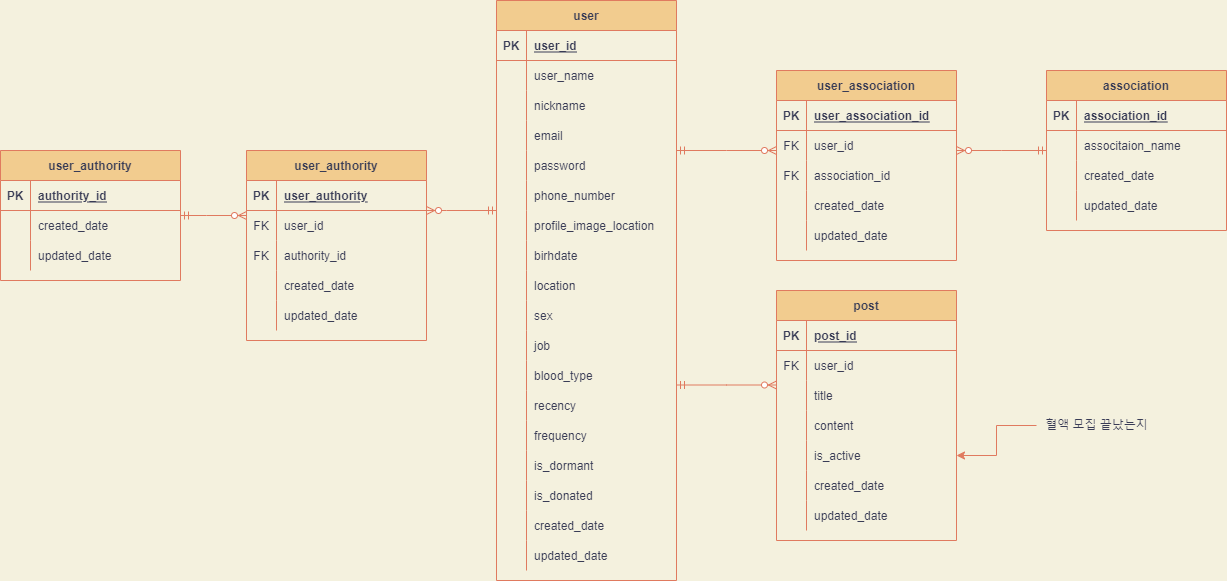 user_authority
PK authority_id
created_date
updated_date
user_authority
PK user_authority
FK user_id
FK authority_id
created_date
updated_date
user
PK user_id
user_name
nickname
email
password
phone_number
profile_image_location
birhdate
location
sex
job
blood_type
recency
frequency
is_dormant
is_donated
created_date
updated_date
user_association
PK user_association_id
FK user_id
FK association_id
created_date
updated_date
association
PK association_id
associtaion_name
created_date
updated_date
post
PK post_id
FK user_id
title
content
is_active
created_date
updated_date
혈액 모집 끝났는지